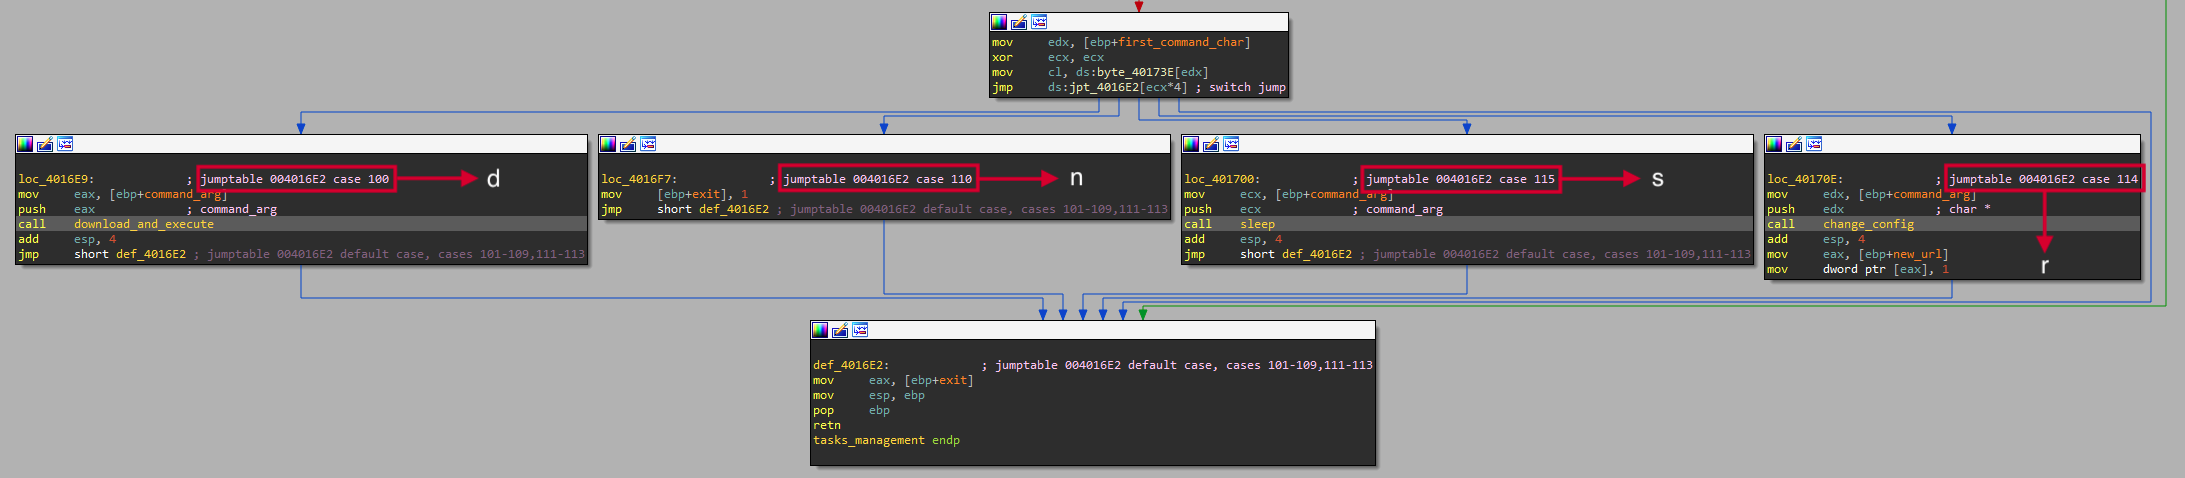 mov     edx, [ebp+first_command_char]
xor     ecx, ecx
mov     cl, ds:byte_40173E[edx]
jmp     ds:jpt_4016E2[ecx*4] ; switch jump
loc_4016E9:             ; jumptable 004016E2 case 100
d
mov     eax, [ebp+command_arg]
push    eax             ; command_arg
call    download_and_execute
add     esp, 4
jmp     short def_4016E2 ; jumptable 004016E2 default case, cases 101-109,111-113
loc_4016F7:             ; jumptable 004016E2 case 110
n
mov     [ebp+exit], 1
jmp     short def_4016E2 ; jumptable 004016E2 default case, cases 101-109,111-113
loc_401700:             ; jumptable 004016E2 case 115
s
mov     ecx, [ebp+command_arg]
push    ecx             ; command_arg
call    sleep
add     esp, 4
jmp     short def_4016E2 ; jumptable 004016E2 default case, cases 101-109,111-113
loc_40170E:             ; jumptable 004016E2 case 114
mov     edx, [ebp+command_arg]
push    edx             ; char *
call    change_config
add     esp, 4
mov     eax, [ebp+new_url]
mov     dword ptr [eax], 1
r
def_4016E2:             ; jumptable 004016E2 default case, cases 101-109,111-113
mov     eax, [ebp+exit]
mov     esp, ebp
pop     ebp
retn
tasks_management endp